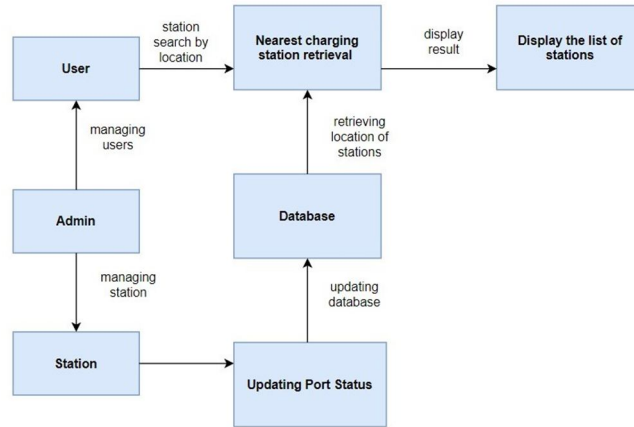 station
search by
location
User
Nearest charging
station retrieval
display
result
Display the list of
stations
managing
users
retrieving
location of
stations
Admin
Database
managing
station
updating
database
Station
Updating Port Status